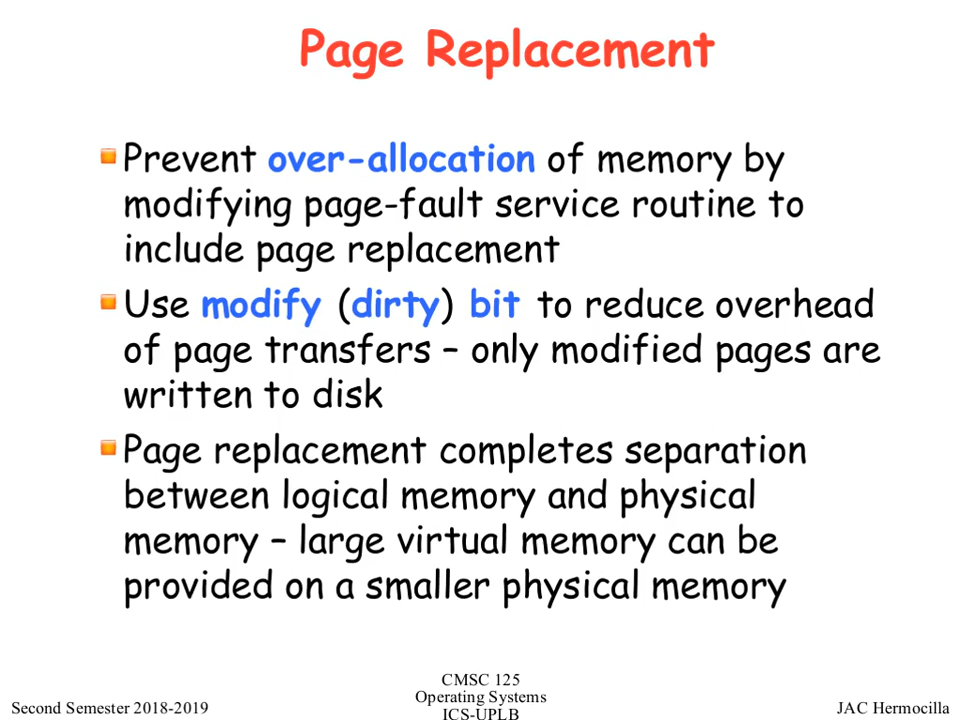 Page Replacement
Prevent over-allocation of memory by
modifying page-fault service routine to
include page replacement
Use modify (dirty) bit to reduce overhead
of page transfers – only modified pages are
written to disk
Page replacement completes separation
between logical memory and physical
memory – large virtual memory can be
provided on a smaller physical memory
Second Semester 2018-2019
CMSC 125
Operating Systems
ICS-UPLB
JAC Hermocilla